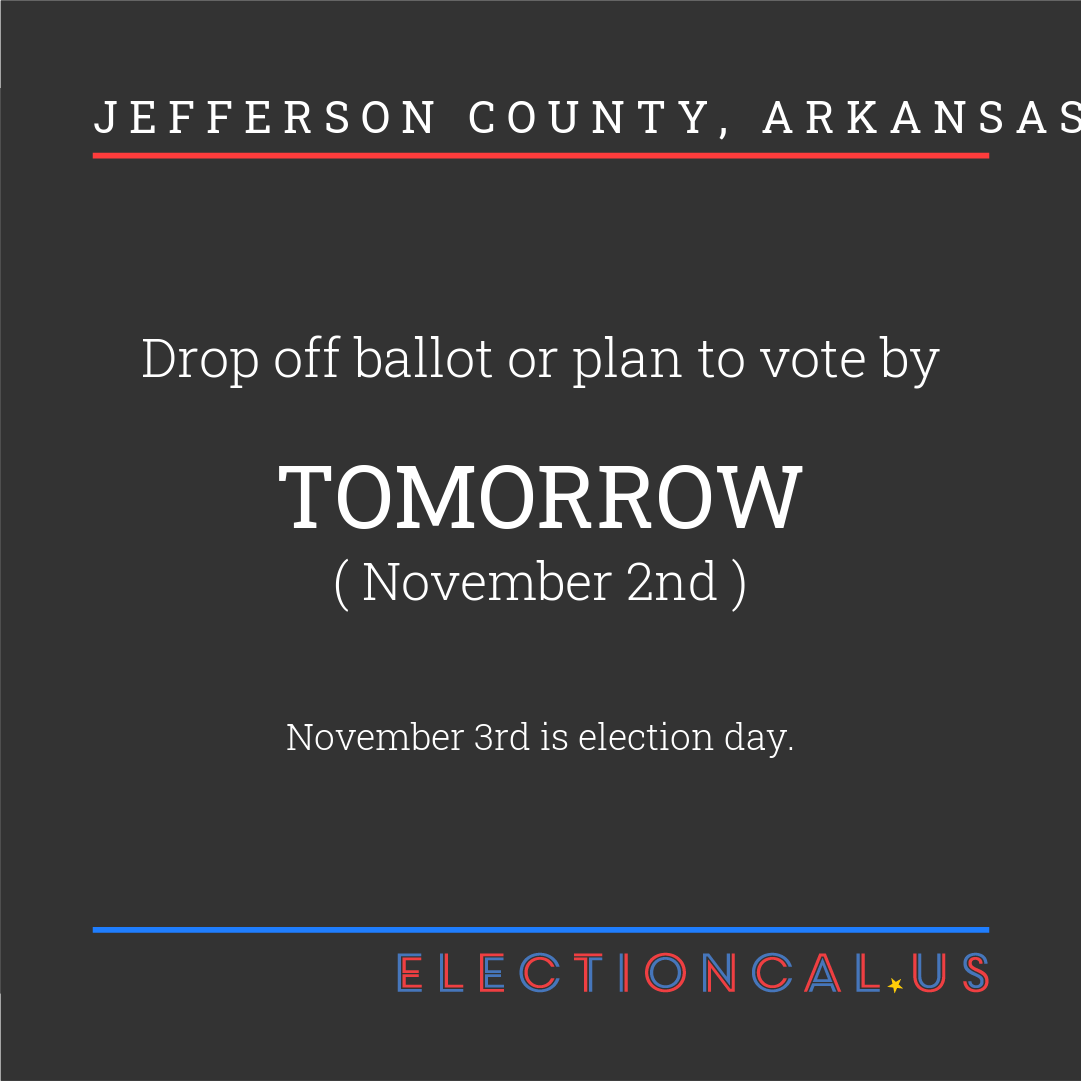 JEFFERSON COUNTY, ARKANSAS
Drop off ballot or plan to vote by
TOMORROW
( November 2nd )
November 3rd is election day.
ELECTIONCAL.US